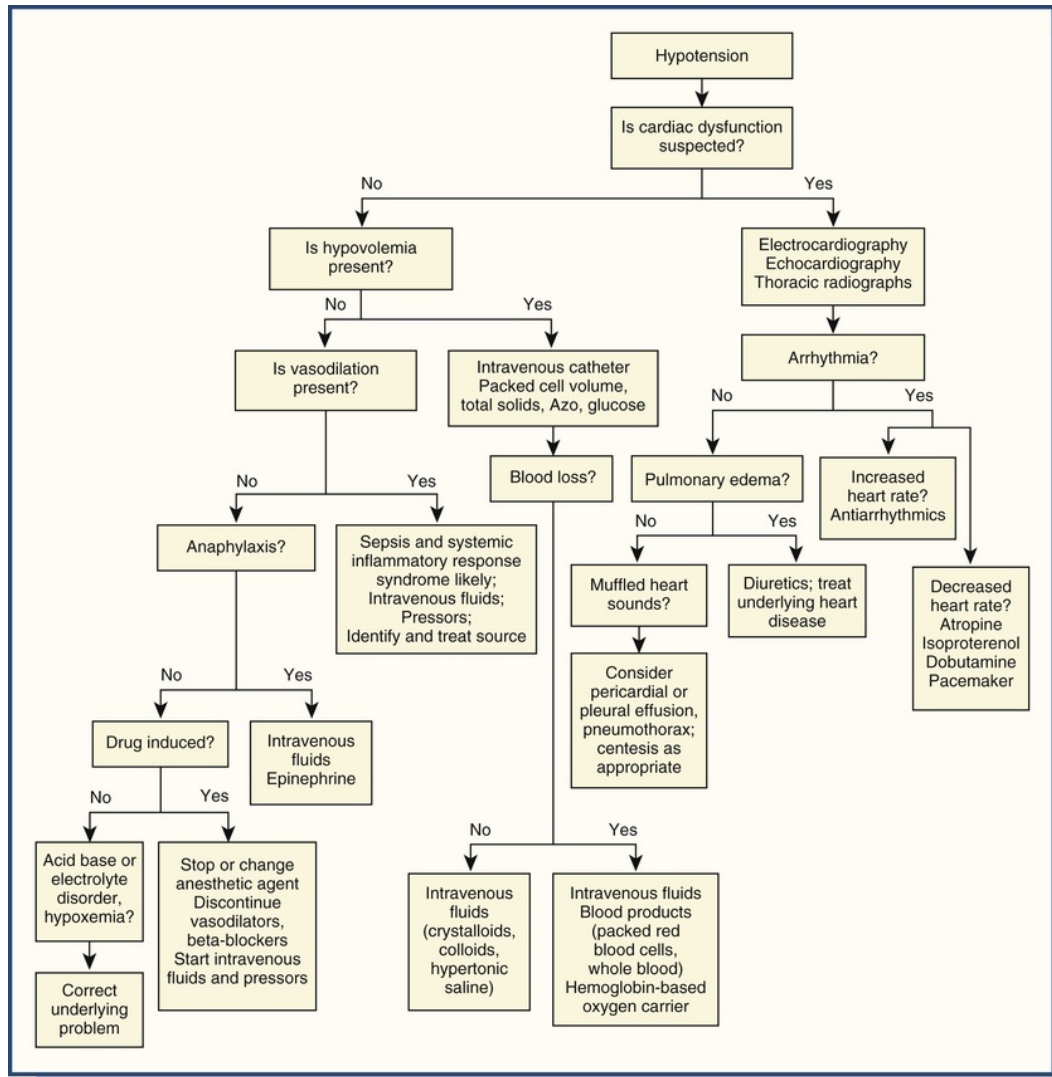 Hypotension
Is cardiac dysfunction
suspected?
No
Yes
Is hypovolemia
present?
Electrocardiography
Echocardiography
Thoracic radiographs
No
Yes
Is vasodilation
present?
Intravenous catheter
Packed cell volume,
total solids, Azo, glucose
Arrhythmia?
No
Yes
Blood loss?
Pulmonary edema?
Increased
heart rate?
Antiarrhythmics
No
Yes
Anaphylaxis?
Sepsis and systemic
inflammatory response
syndrome likely;
Intravenous fluids;
Pressors;
Identify and treat source
No
Yes
Muffled heart
sounds?
Diuretics; treat
underlying heart
disease
Decreased
heart rate?
Atropine
Isoproterenol
Dobutamine
Pacemaker
Consider
pericardial or
pleural effusion,
pneumothorax;
centesis as
appropriate
No
Yes
Drug induced?
Intravenous
fluids
Epinephrine
No
Yes
No
Yes
Acid base or
electrolyte
disorder,
hypoxemia?
Stop or change
anesthetic agent
Discontinue
vasodilators,
beta-blockers
Start intravenous
fluids and pressors
Intravenous
fluids
(crystalloids,
colloids,
hypertonic
saline)
Intravenous fluids
Blood products
(packed red
blood cells,
whole blood)
Hemoglobin-based
oxygen carrier
Correct
underlying
problem